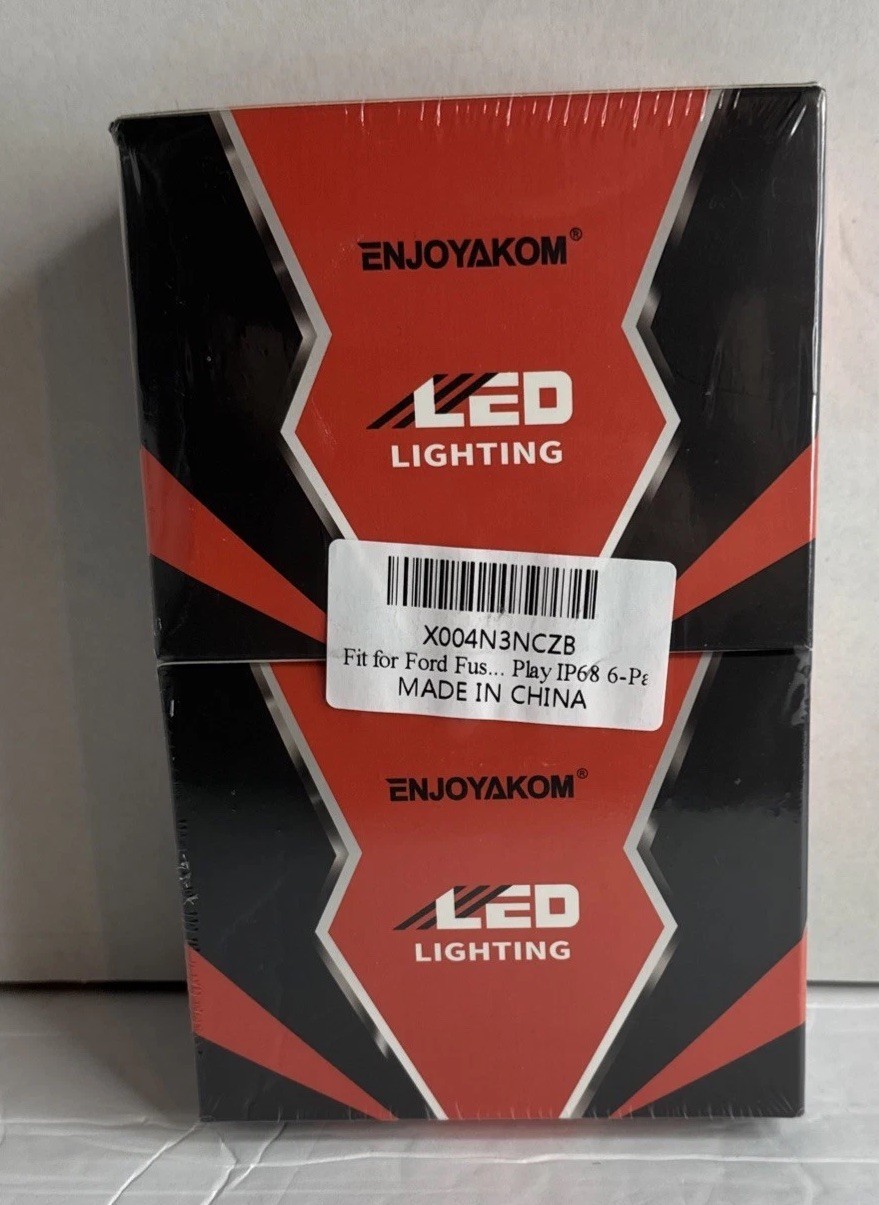 ENJOYAKOM®
LED
LIGHTING
X004N3NCZB
Fit for Ford Fus... Play IP68 6-Pa
MADE IN CHINA
ENJOYAKOM®
LED
LIGHTING